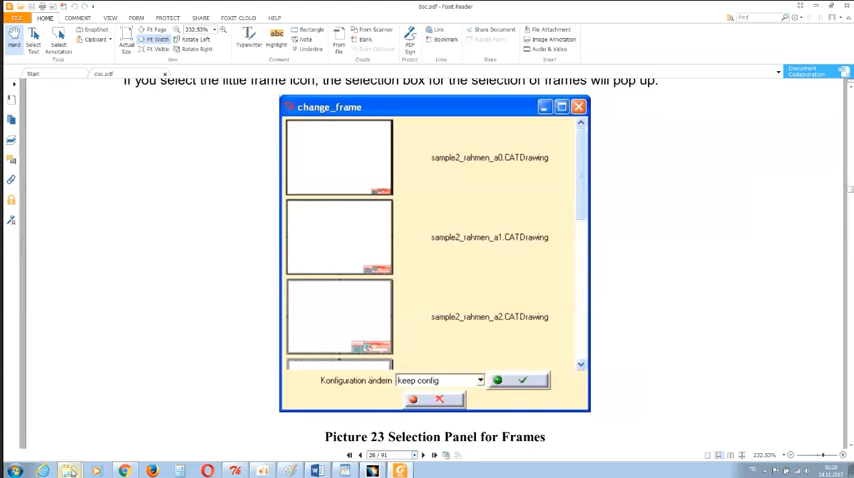 doc.pdf - Foxit Reader
FILE HOME COMMENT VIEW FORM PROTECT SHARE FOXIT CLOUD HELP
Find
SnapShot Fit Page 232.53% Rectangle From Scanner Link Share Document File Attachment
Clipboard Fit Width Rotate Left Note Blank Bookmark Image Annotation
Fit Visible Rotate Right Underline Audio & Video
Hand Select Text Select Annotation Actual Size Typewriter Highlight From File PDF Sign
Tools View Comment Create Protect Links Share Insert
Start doc.pdf
Document Collaboration
If you select the little frame icon, the selection box for the selection of frames will pop up.
change_frame
sample2_rahmen_a0.CATDrawing
sample2_rahmen_a1.CATDrawing
sample2_rahmen_a2.CATDrawing
Konfiguration ändern keep config
Picture 23 Selection Panel for Frames
26 / 91 232.53%
14.11.2017